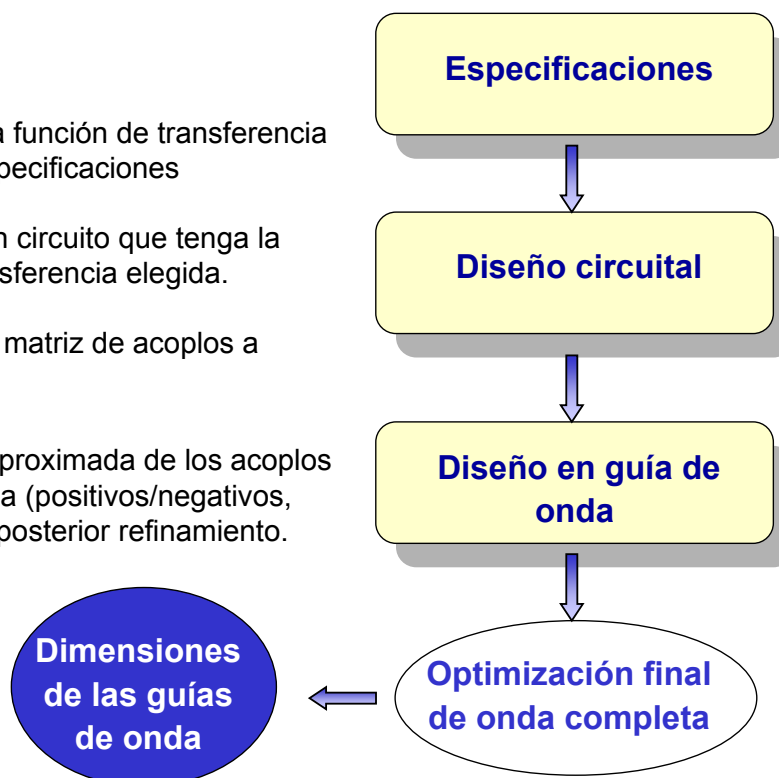 Especificaciones
a función de transferencia
pecificaciones
n circuito que tenga la
sferencia elegida.
Diseño circuital
matriz de acoplos a
proximada de los acoplos
a (positivos/negativos,
posterior refinamiento.
Diseño en guía de
onda
Optimización final
de onda completa
Dimensiones
de las guías
de onda